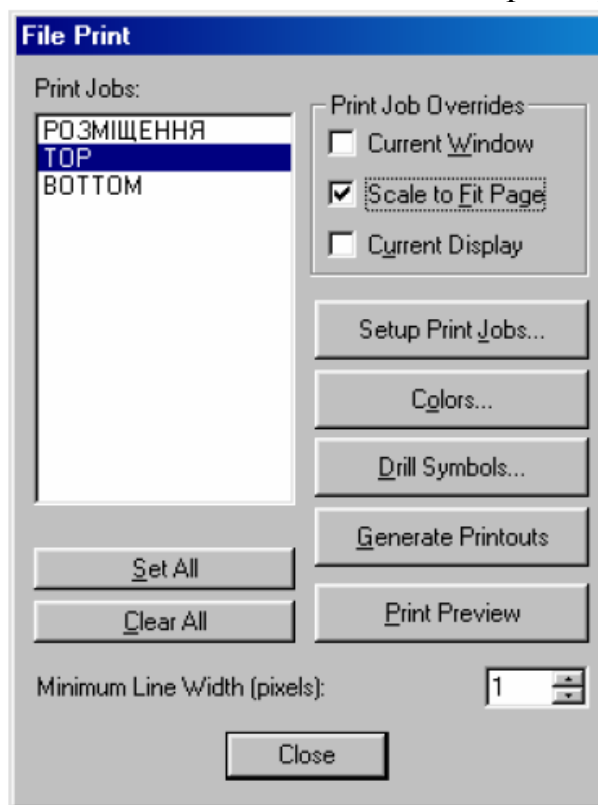 File Print
Print Jobs:
РОЗМІЩЕННЯ
TOP
BOTTOM
Print Job Overrides
Current Window
Scale to Fit Page
Current Display
Setup Print Jobs...
Colors...
Drill Symbols...
Generate Printouts
Print Preview
Set All
Clear All
Minimum Line Width (pixels):
1
Close